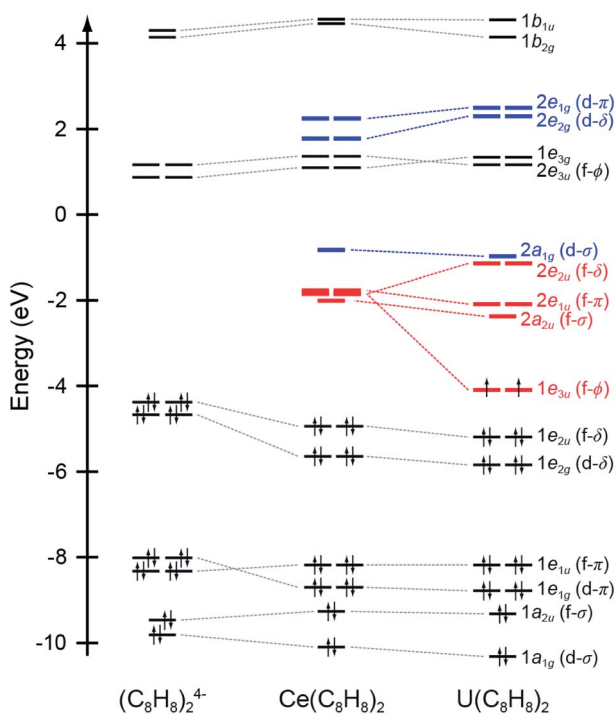 4
2
0
-2
-4
-6
-8
-10
Energy (eV)
1b1u
1b2g
2e1g (d-π)
2e2g (d-δ)
1e3g
2e3u (f-ϕ)
2a1g (d-σ)
2e2u (f-δ)
2e1u (f-π)
2a2u (f-σ)
1e3u (f-ϕ)
1e2u (f-δ)
1e2g (d-δ)
1e1u (f-π)
1e1g (d-π)
1a2u (f-σ)
1a1g (d-σ)
(C8H8)2 4-
Ce(C8H8)2
U(C8H8)2